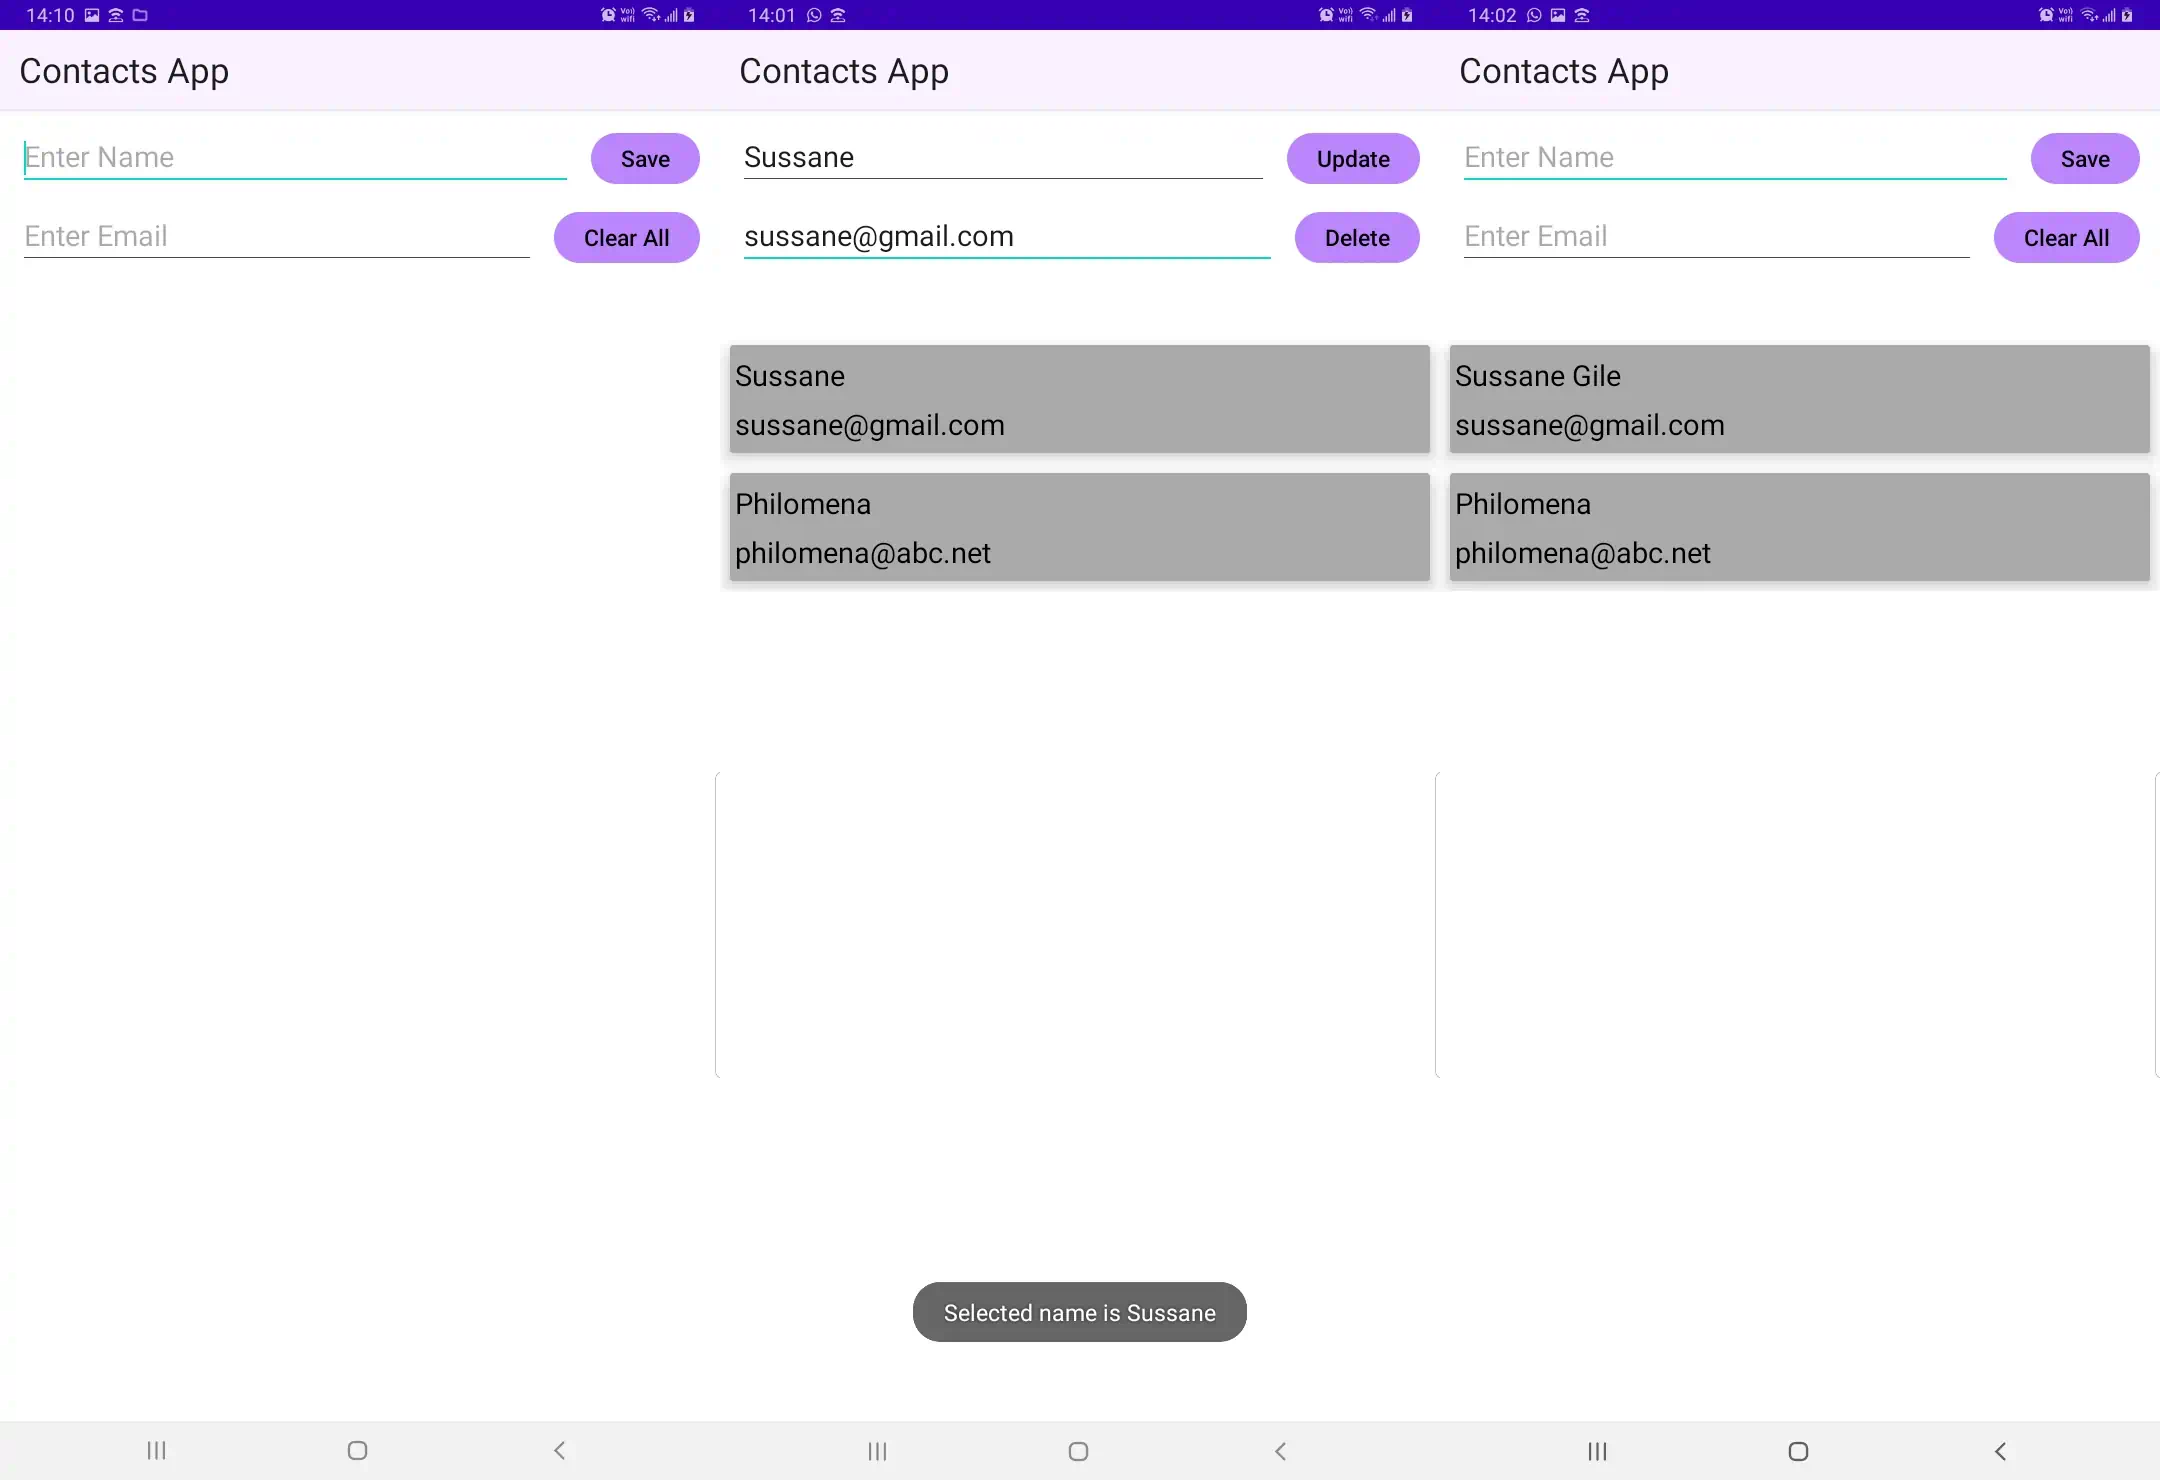 14:10
Contacts App
Enter Name
Save
Enter Email
Clear All
14:01
Contacts App
Sussane
Update
sussane@gmail.com
Delete
Sussane
sussane@gmail.com
Philomena
philomena@abc.net
Selected name is Sussane
14:02
Contacts App
Enter Name
Save
Enter Email
Clear All
Sussane Gile
sussane@gmail.com
Philomena
philomena@abc.net